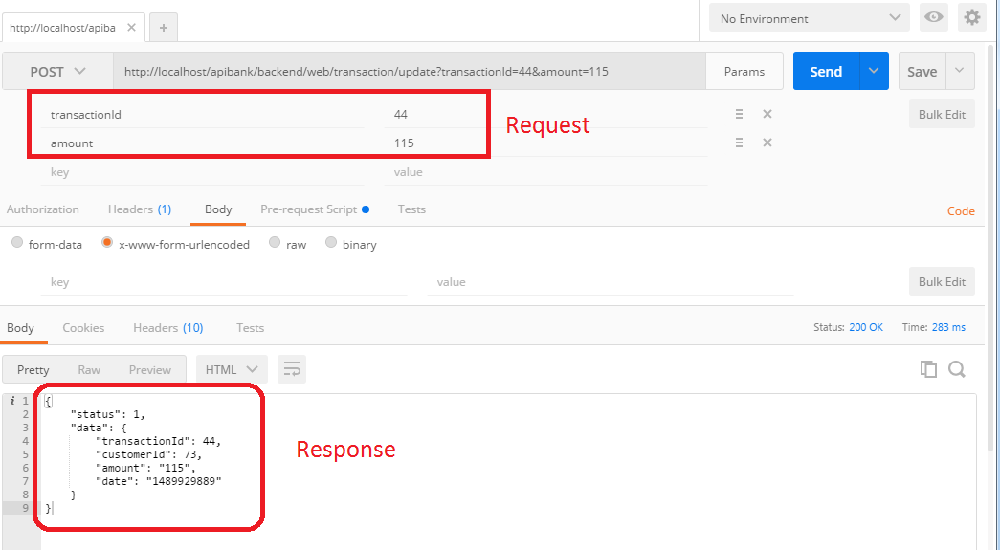 http://localhost/apiba
No Environment
POST http://localhost/apibank/backend/web/transaction/update?transactionId=44&amount=115 Params Send Save
transactionId 44 Bulk Edit
Request
amount 115
key value
Authorization Headers (1) Body Pre-request Script Tests Code
form-data x-www-form-urlencoded raw binary
key value Bulk Edit
Body Cookies Headers (10) Tests Status: 200 OK Time: 283 ms
Pretty Raw Preview HTML
i 1 {
2 "status": 1,
3 "data": {
4 "transactionId": 44,
5 "customerId": 73,
6 "amount": "115",
7 "date": "1489929889"
8 }
9 }
Response